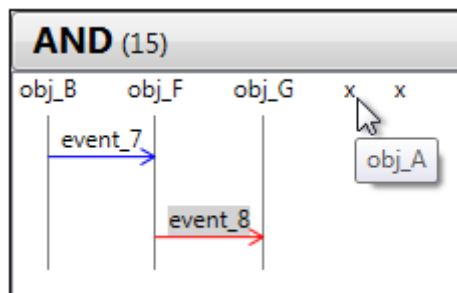 AND (15)
obj_B obj_F obj_G x x
obj_A
event_7
event_8